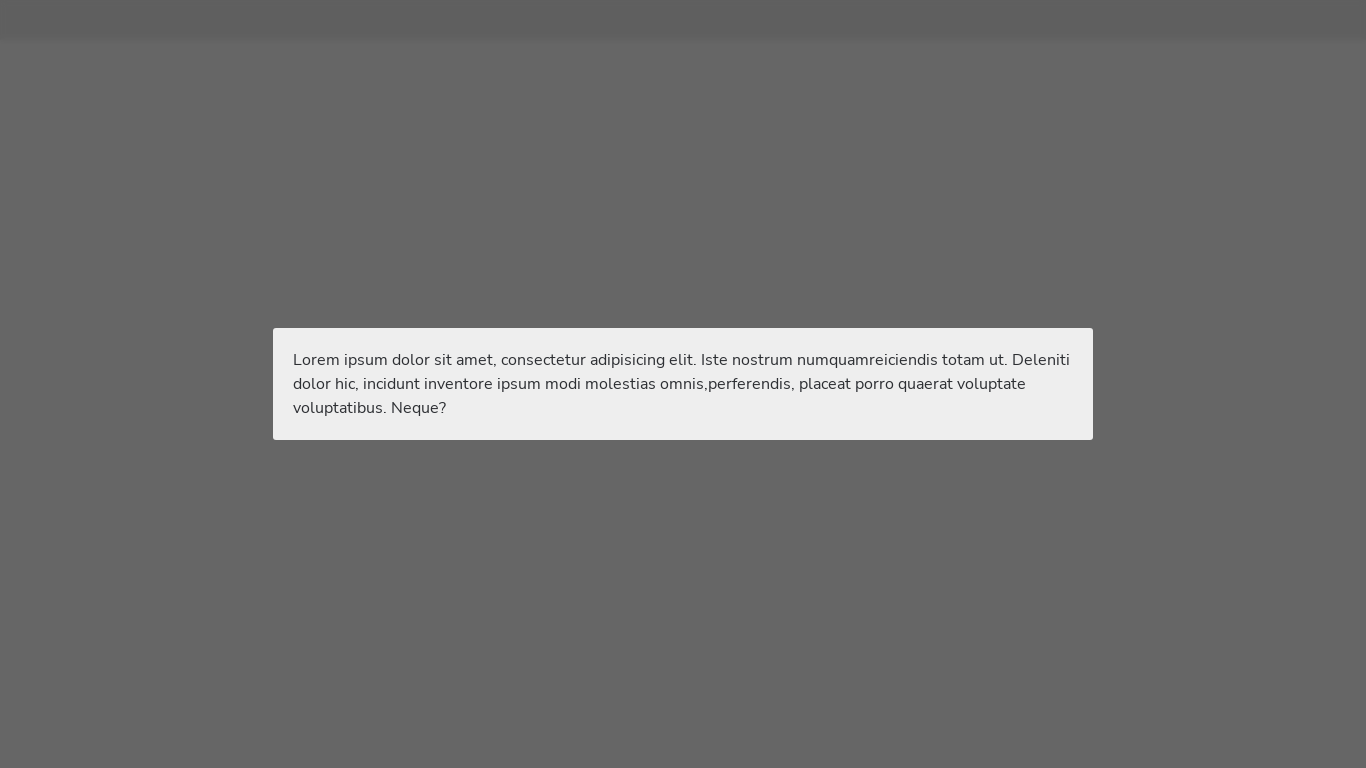 Lorem ipsum dolor sit amet, consectetur adipisicing elit. Iste nostrum numquamreiciendis totam ut. Deleniti
dolor hic, incidunt inventore ipsum modi molestias omnis,perferendis, placeat porro quaerat voluptate
voluptatibus. Neque?